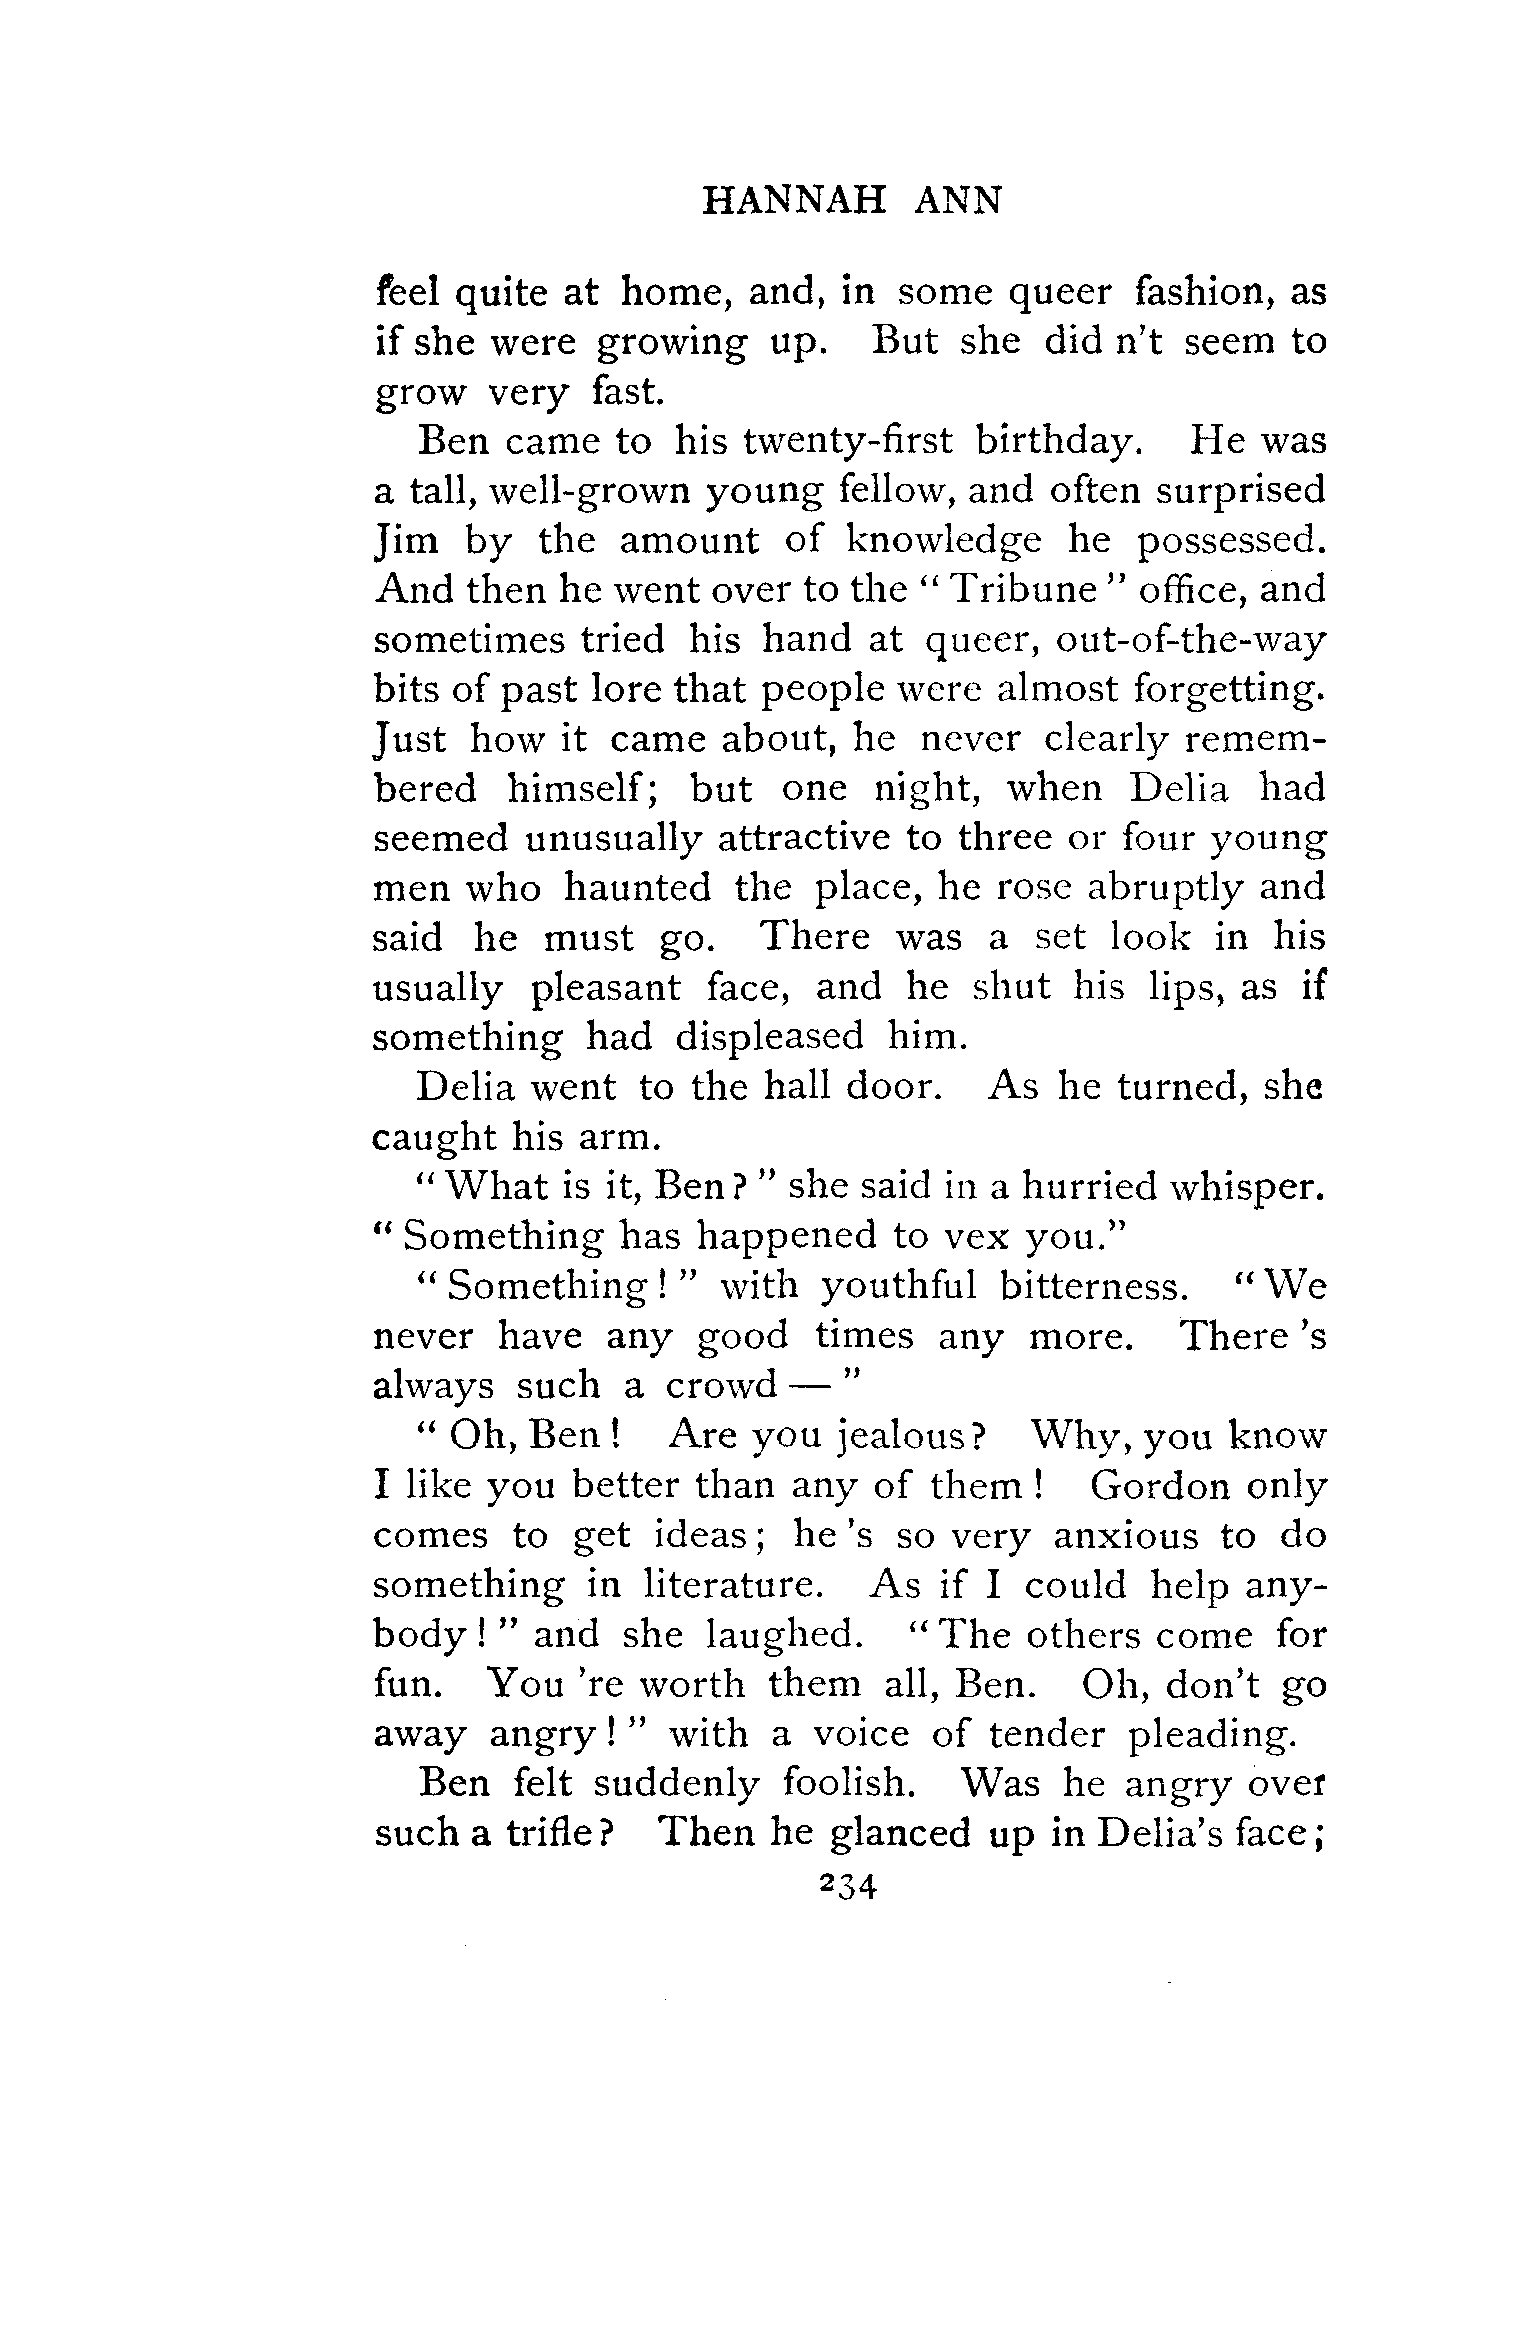 HANNAH ANN
feel quite at home, and, in some queer fashion, as
if she were growing up. But she did n't seem to
grow very fast.
Ben came to his twenty-first birthday. He was
a tall, well-grown young fellow, and often surprised
Jim by the amount of knowledge he possessed.
And then he went over to the “ Tribune ” office, and
sometimes tried his hand at queer, out-of-the-way
bits of past lore that people were almost forgetting.
Just how it came about, he never clearly remem-
bered himself; but one night, when Delia had
seemed unusually attractive to three or four young
men who haunted the place, he rose abruptly and
said he must go. There was a set look in his
usually pleasant face, and he shut his lips, as if
something had displeased him.
Delia went to the hall door. As he turned, she
caught his arm.
“ What is it, Ben? ” she said in a hurried whisper.
“ Something has happened to vex you.”
“ Something! ” with youthful bitterness. “ We
never have any good times any more. There 's
always such a crowd — ”
“ Oh, Ben! Are you jealous? Why, you know
I like you better than any of them! Gordon only
comes to get ideas; he 's so very anxious to do
something in literature. As if I could help any-
body! ” and she laughed. “ The others come for
fun. You 're worth them all, Ben. Oh, don't go
away angry! ” with a voice of tender pleading.
Ben felt suddenly foolish. Was he angry over
such a trifle? Then he glanced up in Delia's face;
234